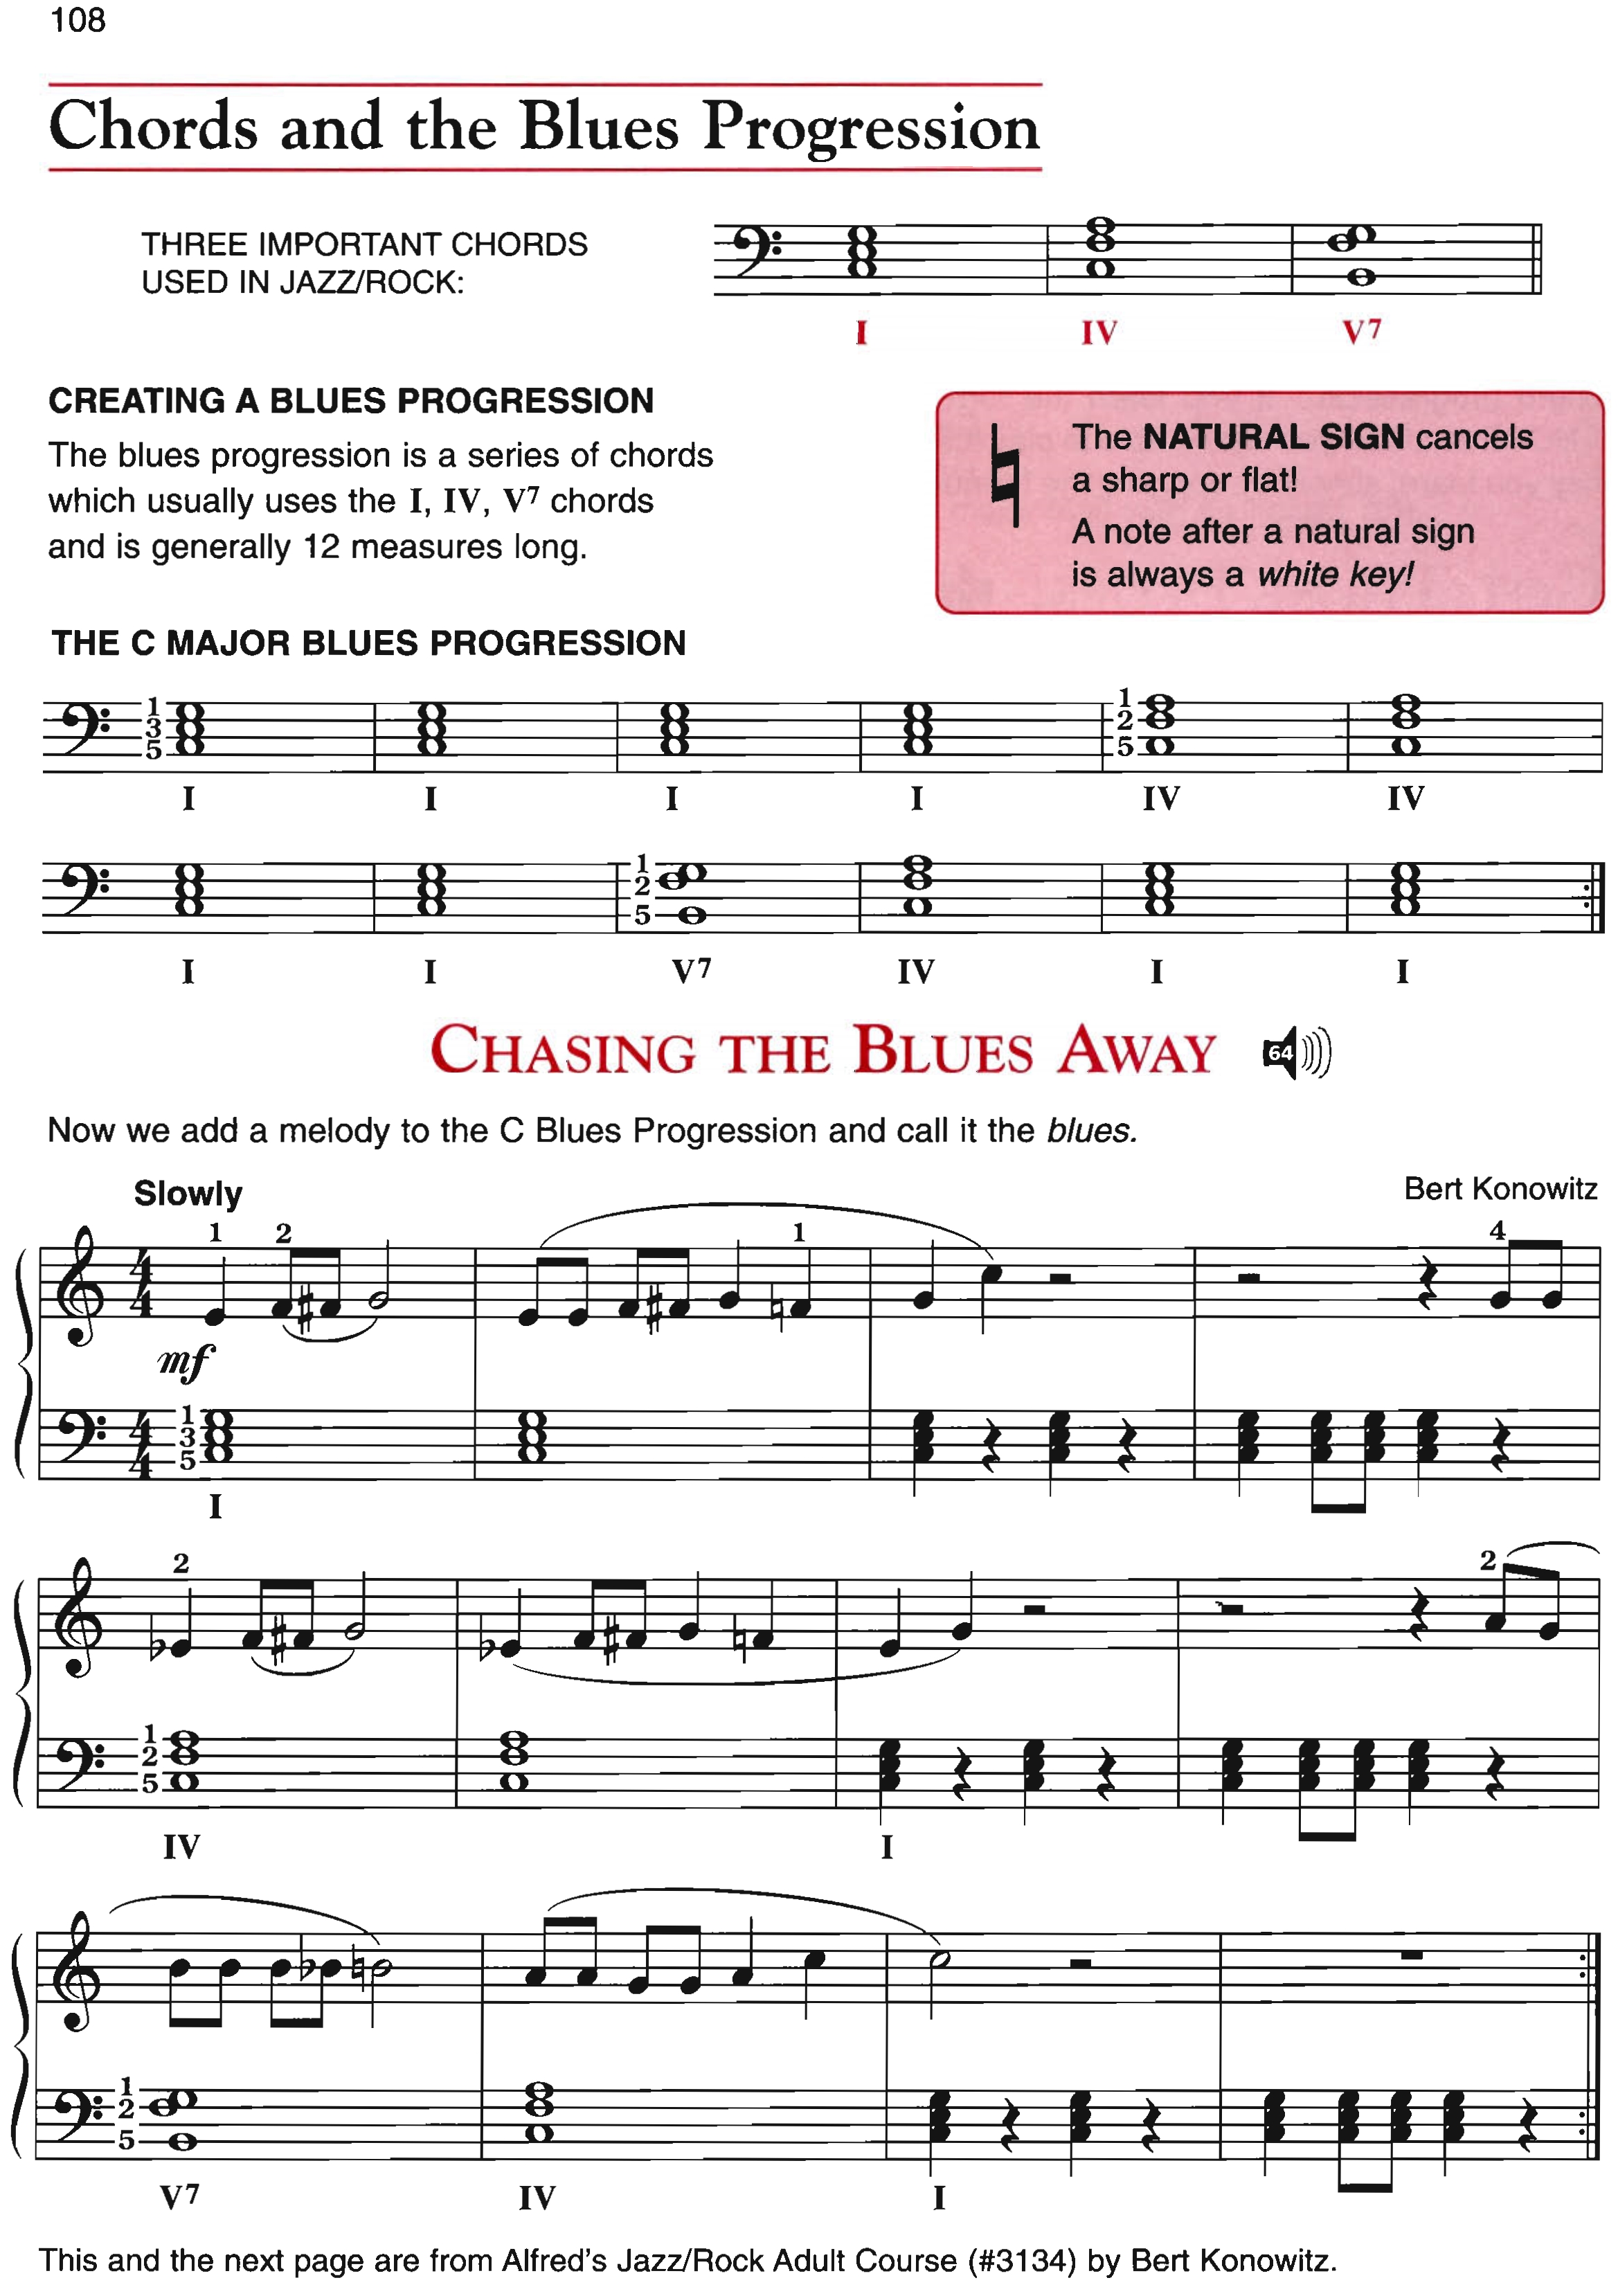 108
Chords and the Blues Progression
THREE IMPORTANT CHORDS
USED IN JAZZ/ROCK:
I IV V7
CREATING A BLUES PROGRESSION
The blues progression is a series of chords
which usually uses the I, IV, V7 chords
and is generally 12 measures long.
The NATURAL SIGN cancels
a sharp or flat!
A note after a natural sign
is always a white key!
THE C MAJOR BLUES PROGRESSION
1 1
3 2
5 5
I I I I IV IV
1
2
5
I I V7 IV I I
CHASING THE BLUES AWAY 64
Now we add a melody to the C Blues Progression and call it the blues.
Slowly Bert Konowitz
1 2 1 4
4
4
mf
1
3
5
4
4
I
2 2
1
2
5
IV I
1
2
5
V7 IV I
This and the next page are from Alfred's Jazz/Rock Adult Course (#3134) by Bert Konowitz.